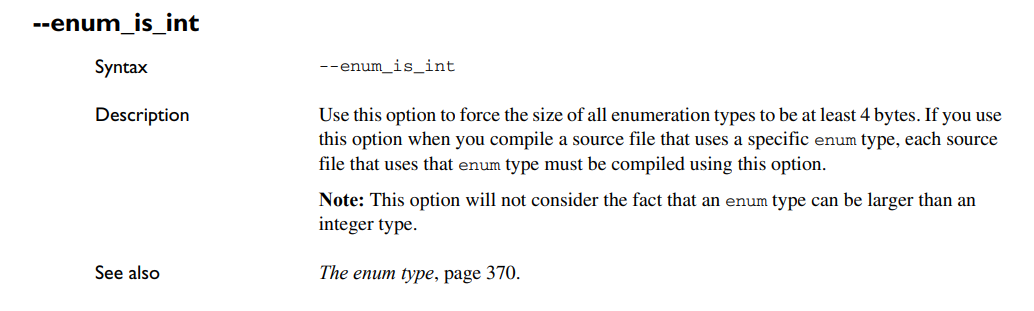 --enum_is_int
Syntax --enum_is_int
Description Use this option to force the size of all enumeration types to be at least 4 bytes. If you use
this option when you compile a source file that uses a specific enum type, each source
file that uses that enum type must be compiled using this option.
Note: This option will not consider the fact that an enum type can be larger than an
integer type.
See also The enum type, page 370.